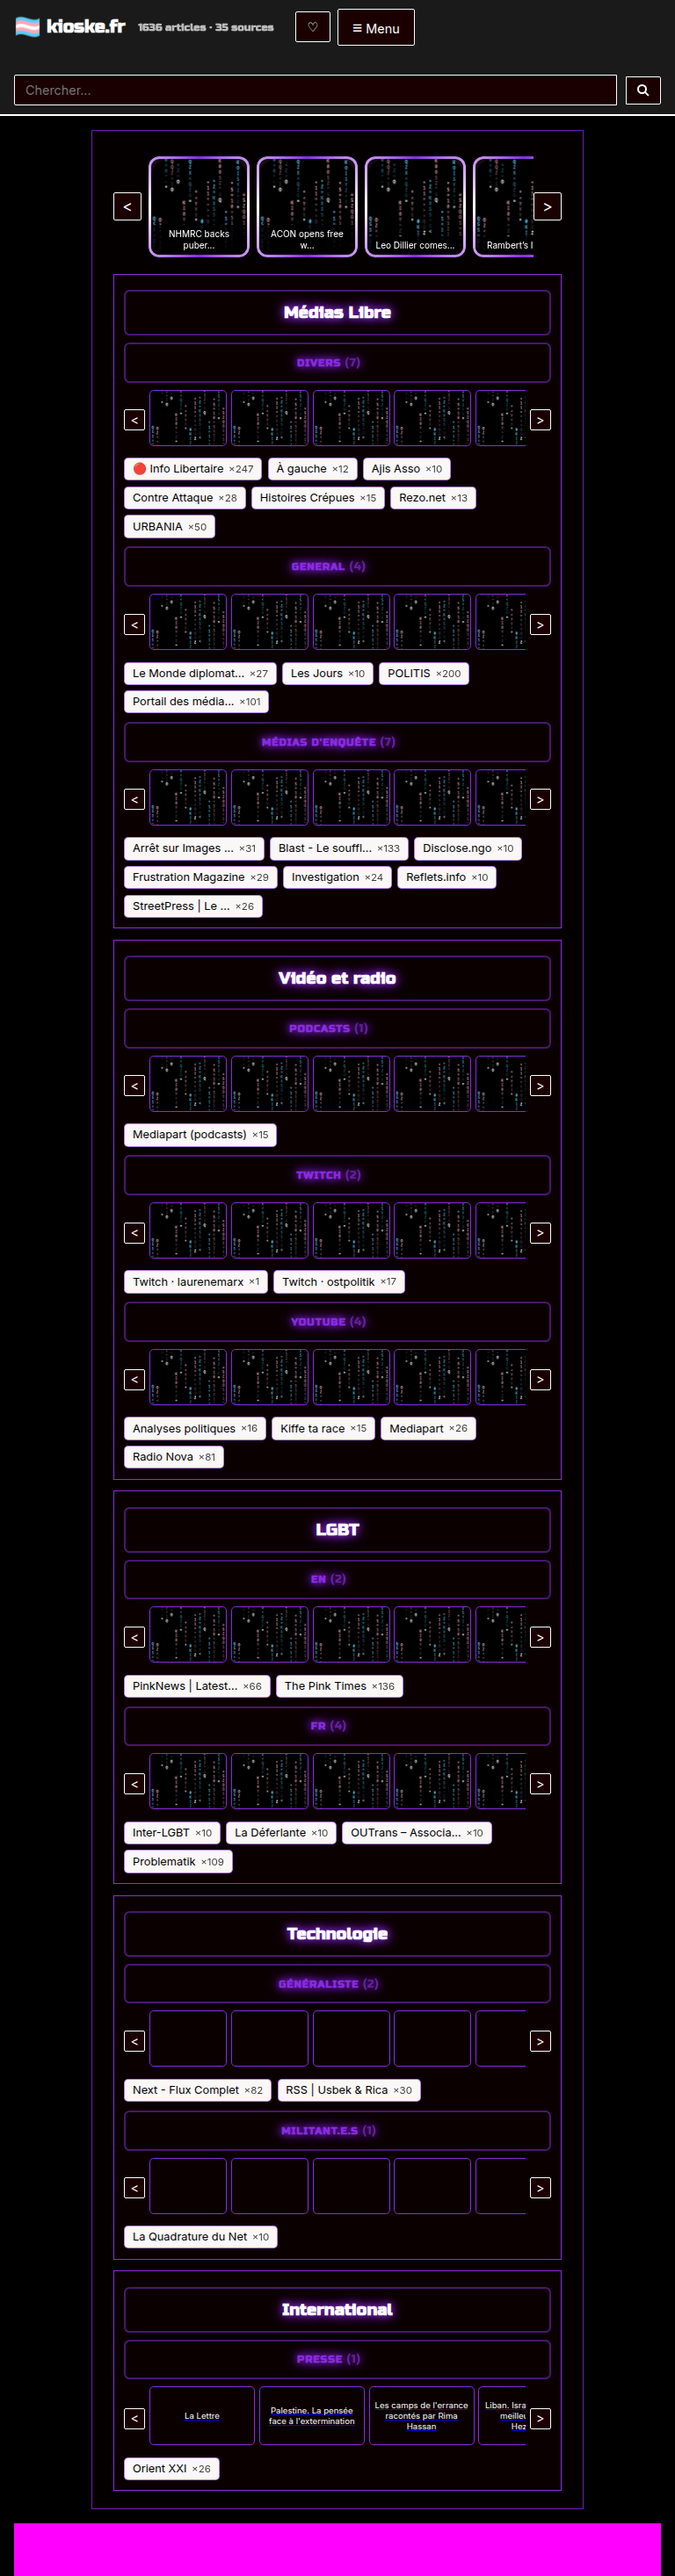 kioske.fr 1636 articles · 35 sources ♡ ≡ Menu
Chercher...
< >
NHMRC backs
puber...
ACON opens free
w...
Leo Dillier comes...
Rambert's
Médias Libre
DIVERS (7)
< >
🔴 Info Libertaire ×247 À gauche ×12 Ajis Asso ×10
Contre Attaque ×28 Histoires Crépues ×15 Rezo.net ×13
URBANIA ×50
GENERAL (4)
< >
Le Monde diplomat... ×27 Les Jours ×10 POLITIS ×200
Portail des média... ×101
MÉDIAS D'ENQUÊTE (7)
< >
Arrêt sur Images ... ×31 Blast - Le souffl... ×133 Disclose.ngo ×10
Frustration Magazine ×29 Investigation ×24 Reflets.info ×10
StreetPress | Le ... ×26
Vidéo et radio
PODCASTS (1)
< >
Mediapart (podcasts) ×15
TWITCH (2)
< >
Twitch · laurenemarx ×1 Twitch · ostpolitik ×17
YOUTUBE (4)
< >
Analyses politiques ×16 Kiffe ta race ×15 Mediapart ×26
Radio Nova ×81
LGBT
EN (2)
< >
PinkNews | Latest... ×66 The Pink Times ×136
FR (4)
< >
Inter-LGBT ×10 La Déferlante ×10 OUTrans – Associa... ×10
Problematik ×109
Technologie
GÉNÉRALISTE (2)
< >
Next - Flux Complet ×82 RSS | Usbek & Rica ×30
MILITANT.E.S (1)
< >
La Quadrature du Net ×10
International
PRESSE (1)
< >
La Lettre
Palestine. La pensée
face à l'extermination
Les camps de l'errance
racontés par Rima
Hassan
Liban. Isra
meilleu
Hez
Orient XXI ×26